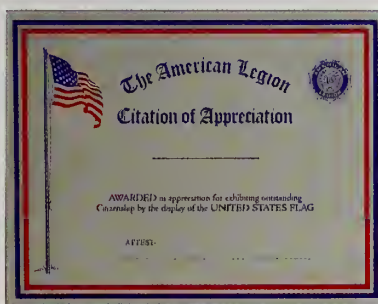 The American Legion
Citation of Appreciation
AWARDED in appreciation for exhibiting outstanding
Citizenship by the display of the UNITED STATES FLAG
ATTEST: